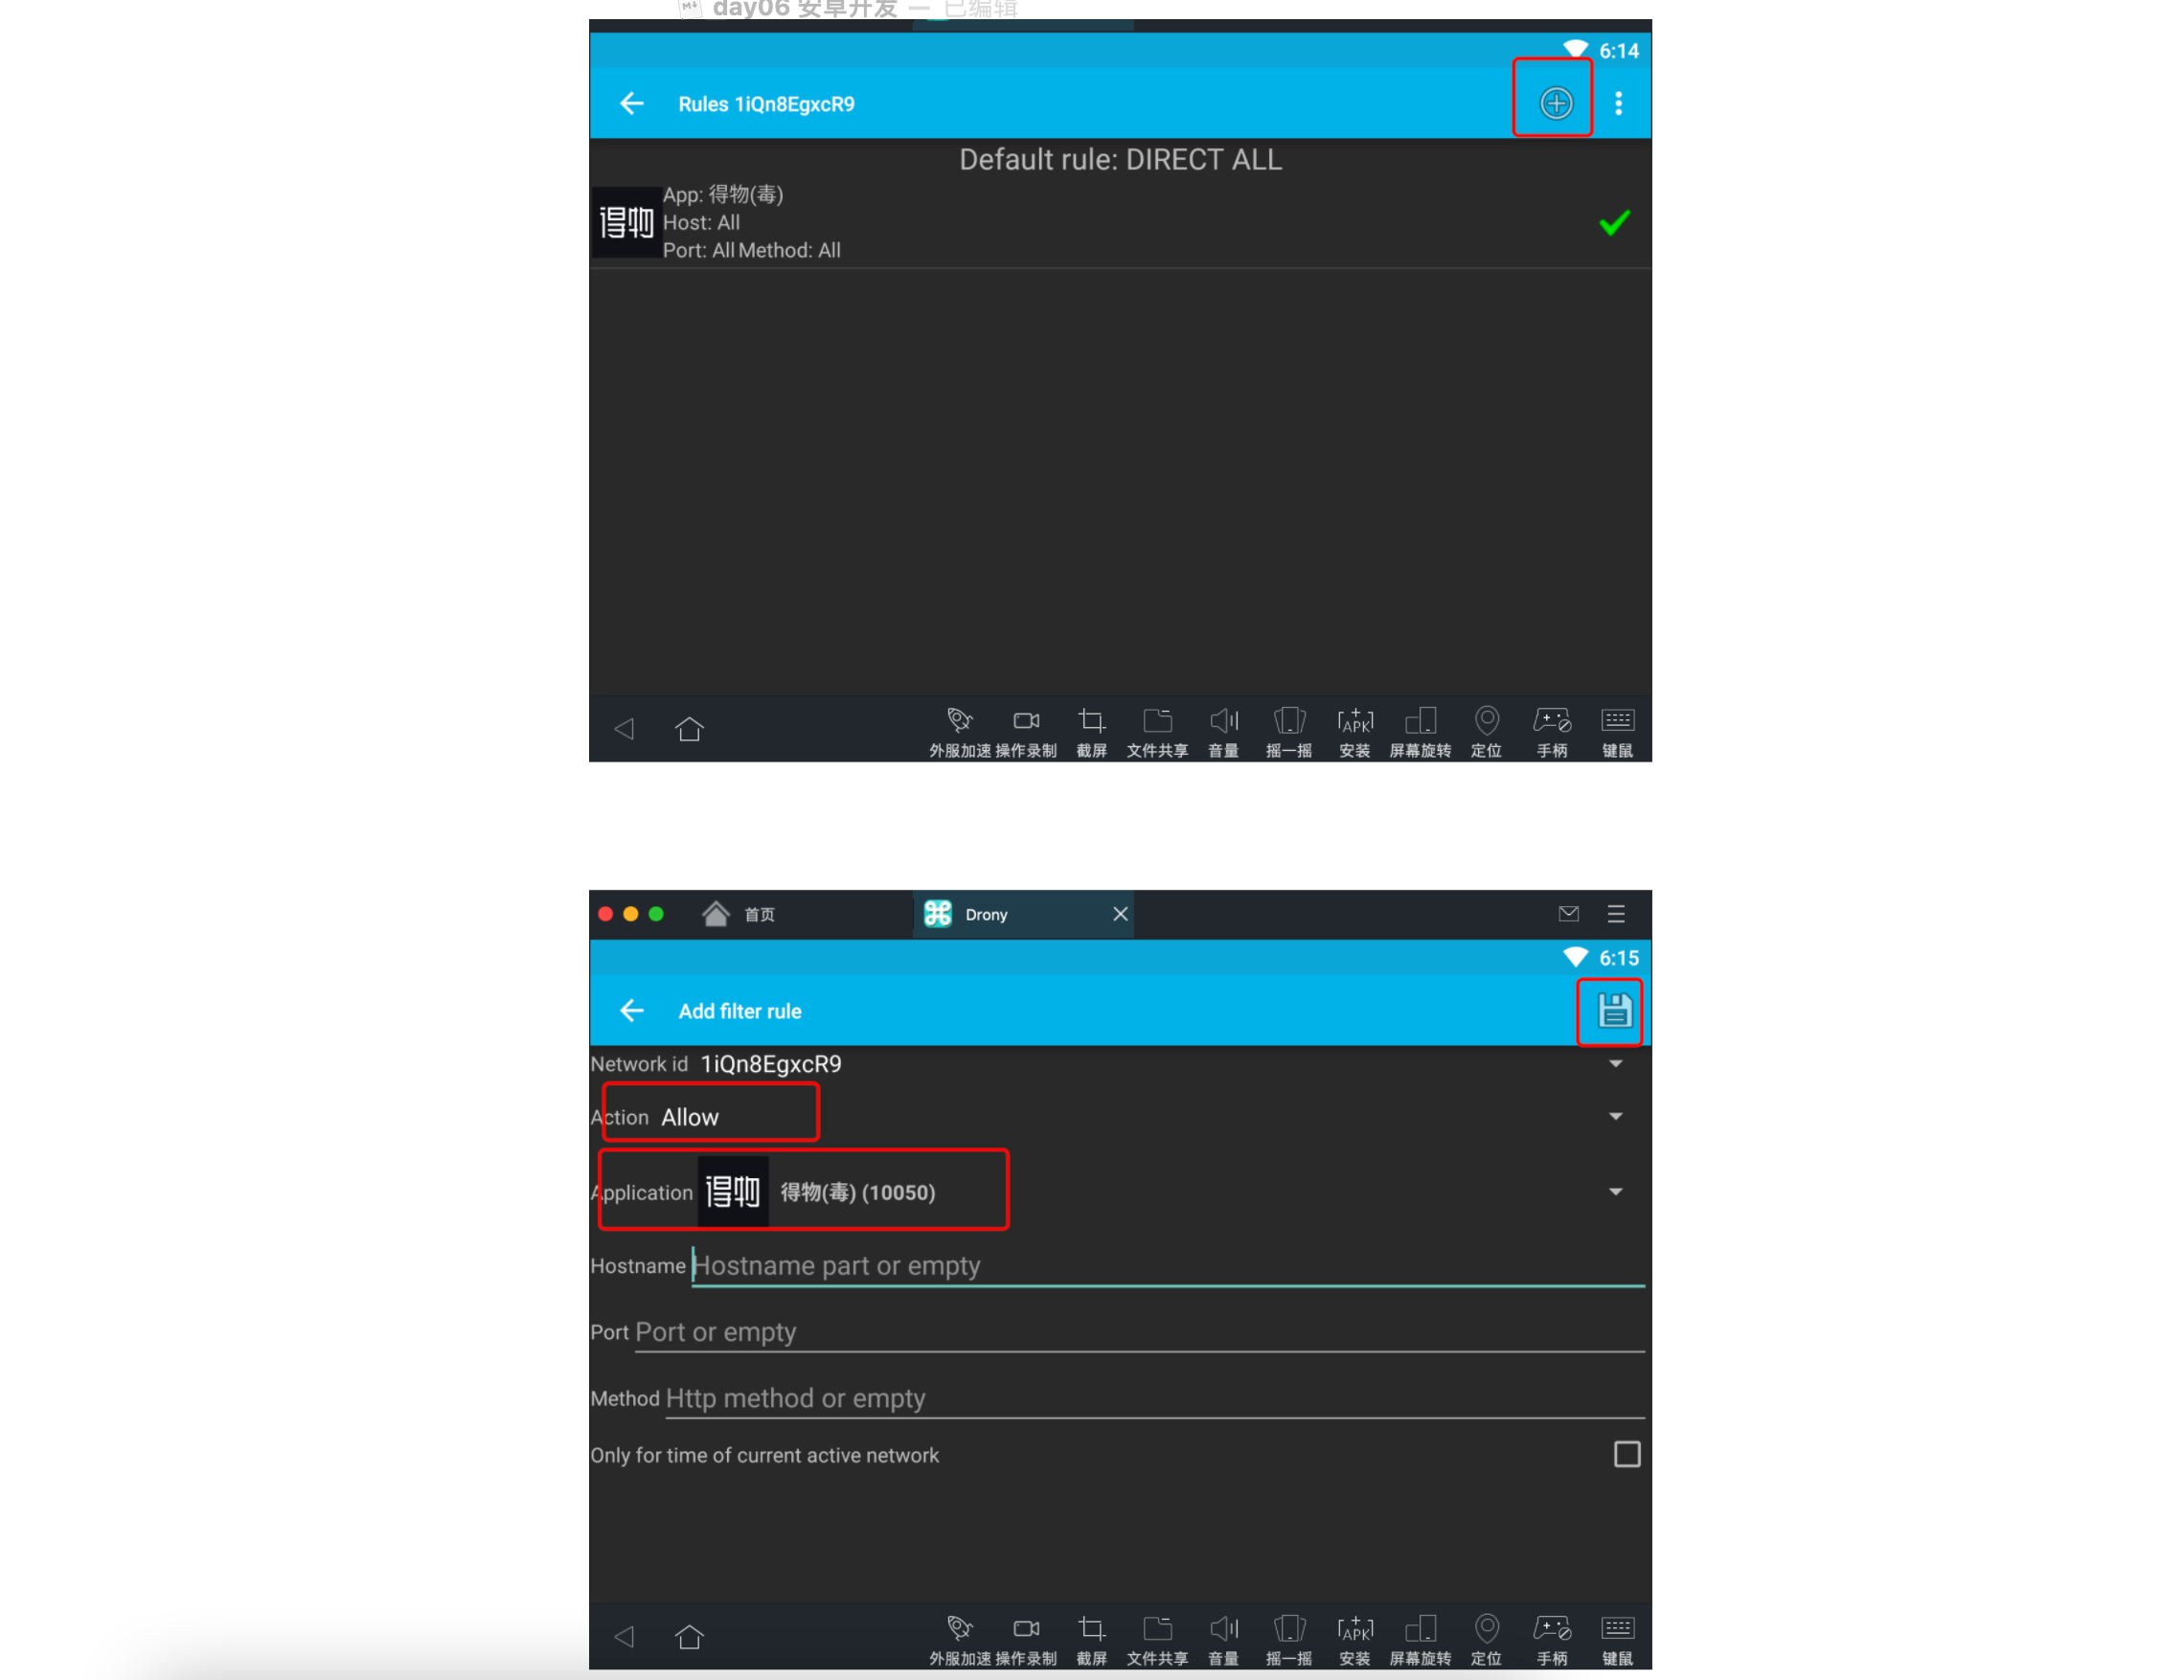 day06 安卓开发 — 已编辑
6:14
Rules 1iQn8EgxcR9
Default rule: DIRECT ALL
得物
App: 得物(毒)
Host: All
Port: All Method: All
外服加速 操作录制 截屏 文件共享 音量 摇一摇 APK 安装 屏幕旋转 定位 手柄 键鼠
首页 Drony
6:15
Add filter rule
Network id 1iQn8EgxcR9
Action Allow
Application 得物 得物(毒) (10050)
Hostname Hostname part or empty
Port Port or empty
Method Http method or empty
Only for time of current active network
外服加速 操作录制 截屏 文件共享 音量 摇一摇 APK 安装 屏幕旋转 定位 手柄 键鼠